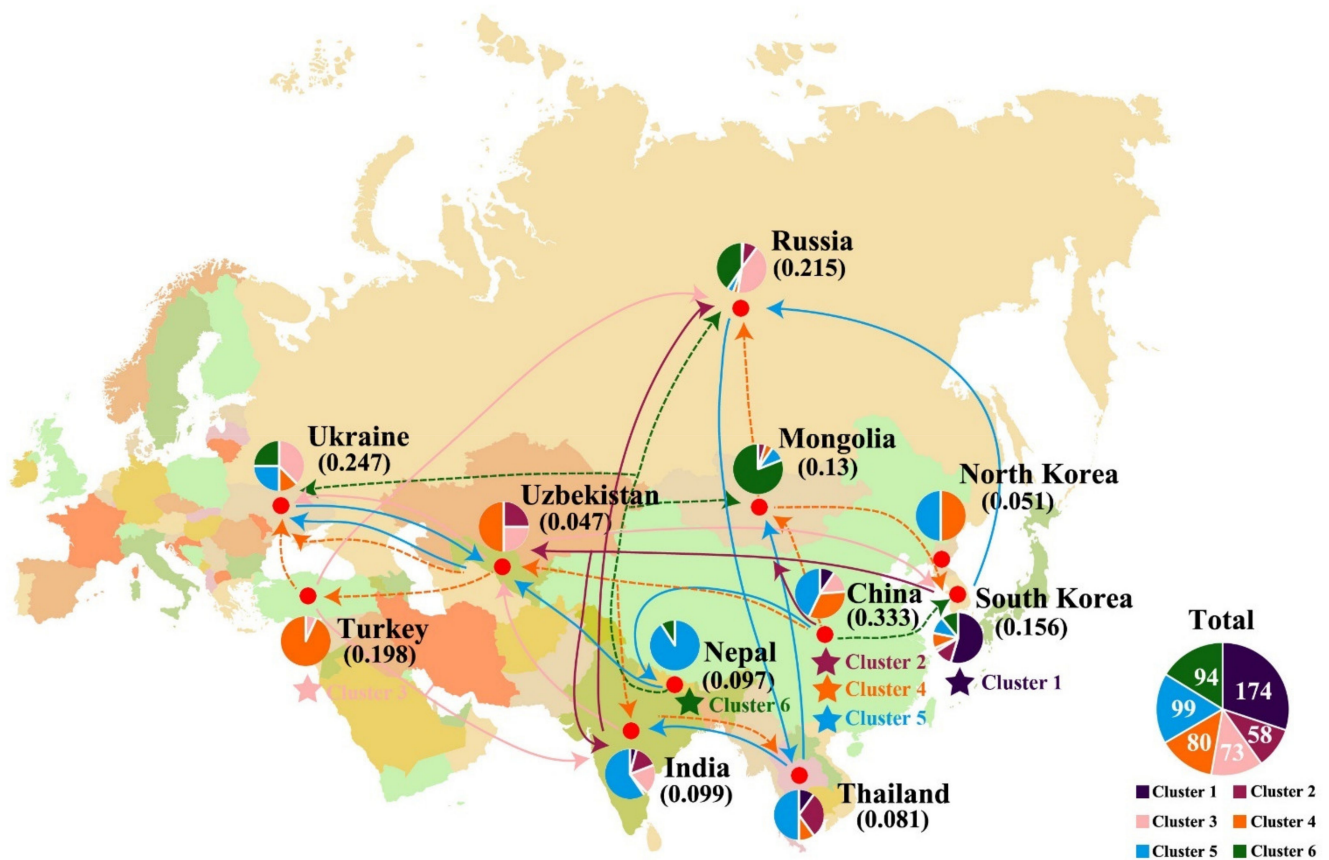 Russia
(0.215)
Ukraine
(0.247)
Mongolia
(0.13)
North Korea
(0.051)
Uzbekistan
(0.047)
China
(0.333)
South Korea
(0.156)
Turkey
(0.198)
Nepal
(0.097)
Cluster 2
Cluster 1
Cluster 3
Cluster 6
Cluster 4
Cluster 5
India
(0.099)
Thailand
(0.081)
Total
94
174
99
58
80
73
Cluster 1
Cluster 2
Cluster 3
Cluster 4
Cluster 5
Cluster 6